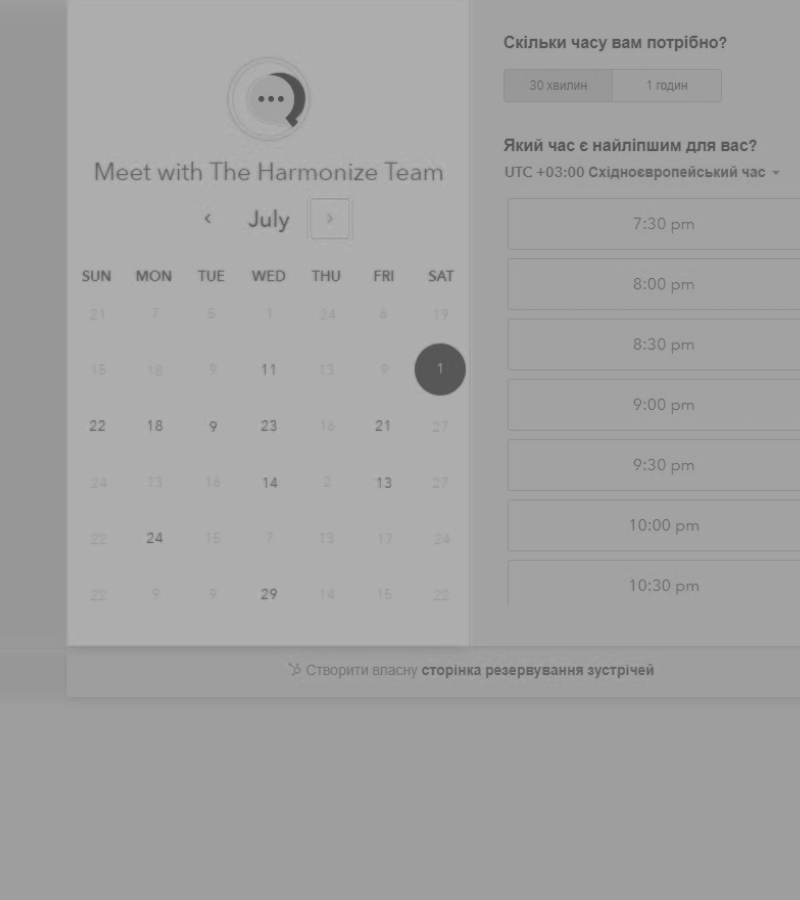 Meet with The Harmonize Team
July
SUN MON TUE WED THU FRI SAT
21 7 5 1 24 6 19
15 18 9 11 13 9 1
22 18 9 23 16 21 27
24 13 16 14 2 13 27
22 24 15 7 13 17 24
22 9 9 29 14 15 22
Скільки часу вам потрібно?
30 хвилин 1 годин
Який час є найліпшим для вас?
UTC +03:00 Східноєвропейський час
7:30 pm
8:00 pm
8:30 pm
9:00 pm
9:30 pm
10:00 pm
10:30 pm
Створити власну сторінка резервування зустрічей